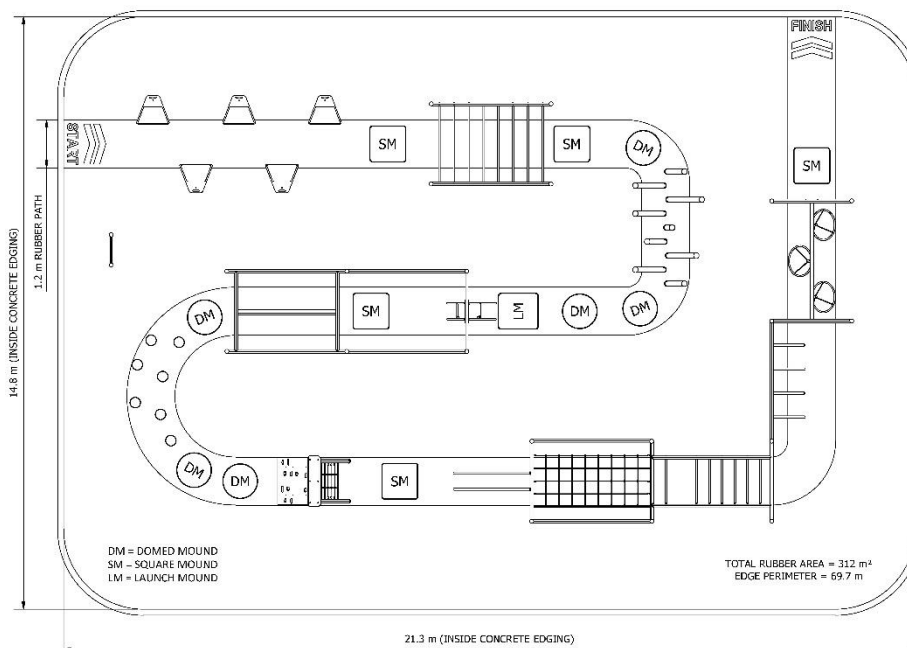 FINISH
START
SM
SM
DM
SM
14.8 m (INSIDE CONCRETE EDGING)
1.2 m RUBBER PATH
DM
SM
LM
DM
DM
DM
DM
SM
DM = DOMED MOUND
SM = SQUARE MOUND
LM = LAUNCH MOUND
TOTAL RUBBER AREA = 312 m²
EDGE PERIMETER = 69.7 m
21.3 m (INSIDE CONCRETE EDGING)